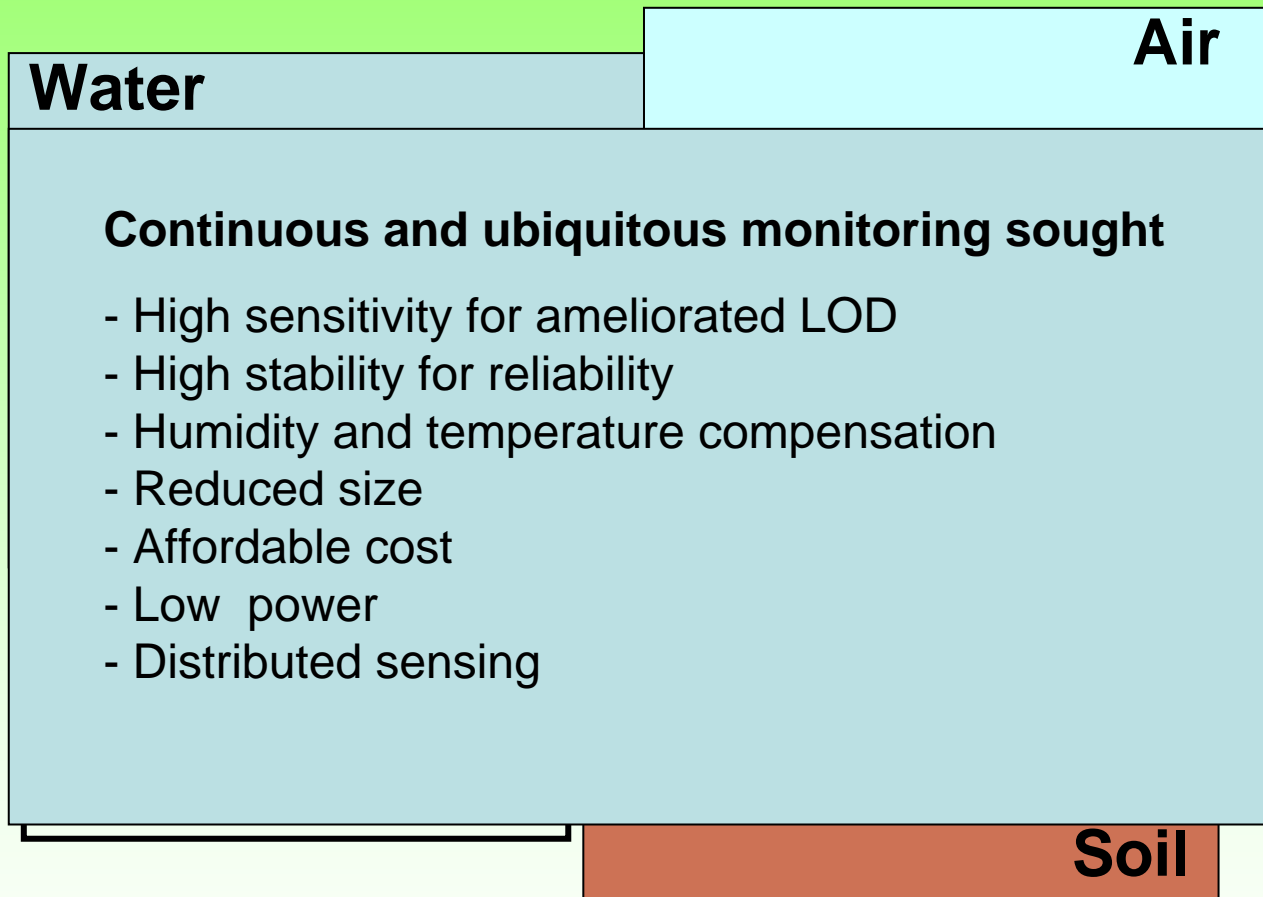 Air
Water
Continuous and ubiquitous monitoring sought
- High sensitivity for ameliorated LOD
- High stability for reliability
- Humidity and temperature compensation
- Reduced size
- Affordable cost
- Low  power
- Distributed sensing
Soil